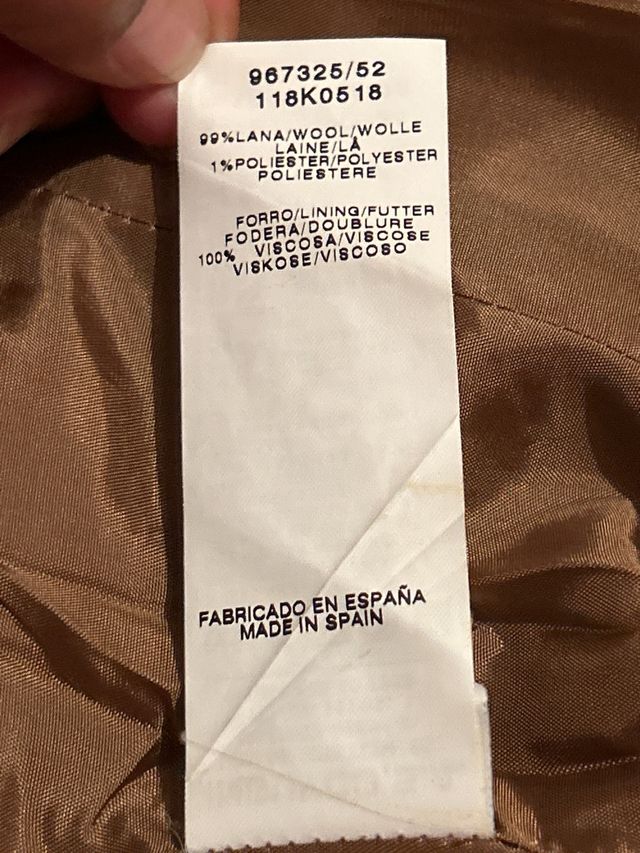 967325/52
118K0518
99%LANA/WOOL/WOLLE
LAINE/LÃ
1%POLIESTER/POLYESTER
POLIESTERE
FORRO/LINING/FUTTER
FODERA/DOUBLURE
100% VISCOSA/VISCOSE
VISKOSE/VISCOSO
FABRICADO EN ESPAÑA
MADE IN SPAIN